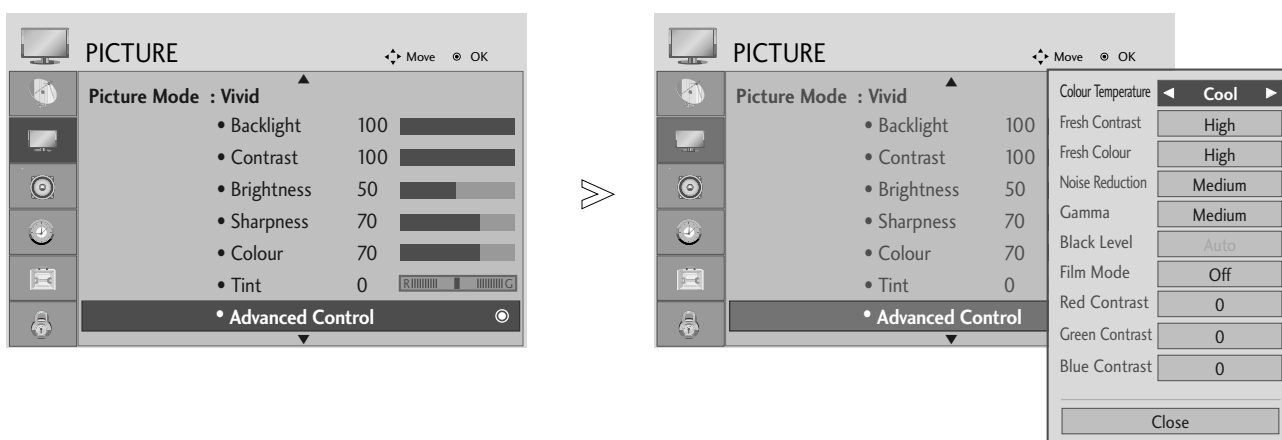 PICTURE
Move OK
Picture Mode : Vivid
• Backlight 100
• Contrast 100
• Brightness 50
• Sharpness 70
• Colour 70
• Tint 0 R G
• Advanced Control
PICTURE
Move OK
Picture Mode : Vivid
• Backlight 100
• Contrast 100
• Brightness 50
• Sharpness 70
• Colour 70
• Tint 0
• Advanced Control
Colour Temperature Cool
Fresh Contrast High
Fresh Colour High
Noise Reduction Medium
Gamma Medium
Black Level Auto
Film Mode Off
Red Contrast 0
Green Contrast 0
Blue Contrast 0
Close